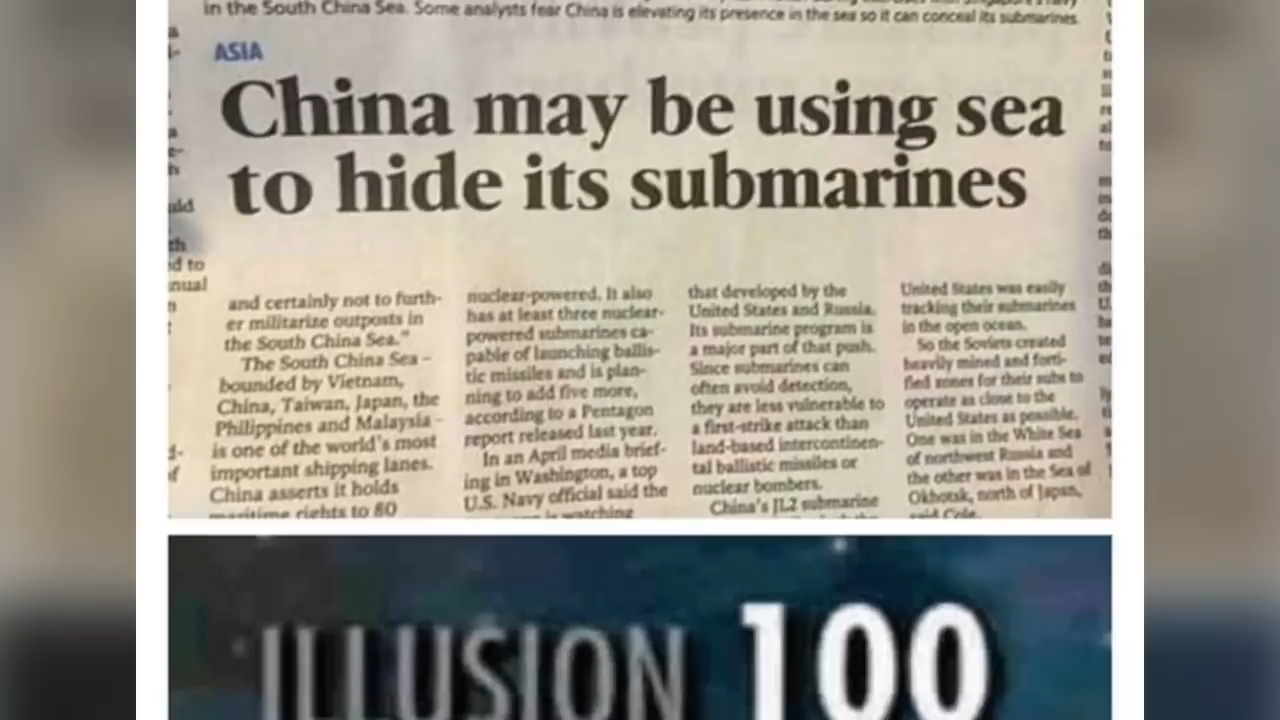 in the South China Sea. Some analysts fear China is elevating its presence in the sea so it can conceal its submarines.
ASIA
China may be using sea
to hide its submarines
and certainly not to furth-
er militarize outposts in
the South China Sea."
The South China Sea –
bounded by Vietnam,
China, Taiwan, Japan, the
Philippines and Malaysia –
is one of the world's most
important shipping lanes.
China asserts it holds
maritime rights to 80
nuclear-powered. It also
has at least three nuclear-
powered submarines ca-
pable of launching ballis-
tic missiles and is plan-
ning to add five more,
according to a Pentagon
report released last year.
In an April media brief-
ing in Washington, a top
U.S. Navy official said the
is watching
that developed by the
United States and Russia.
Its submarine program is
a major part of that push.
Since submarines can
often avoid detection,
they are less vulnerable to
a first-strike attack than
land-based intercontinen-
tal ballistic missiles or
nuclear bombers.
China's JL2 submarine
United States was easily
tracking their submarines
in the open ocean.
So the Soviets created
heavily mined and forti-
fied zones for their subs to
operate as close to the
United States as possible.
One was in the White Sea
of northwest Russia and
the other was in the Sea of
Okhotsk, north of Japan,
said Cole.
ILLUSION 100